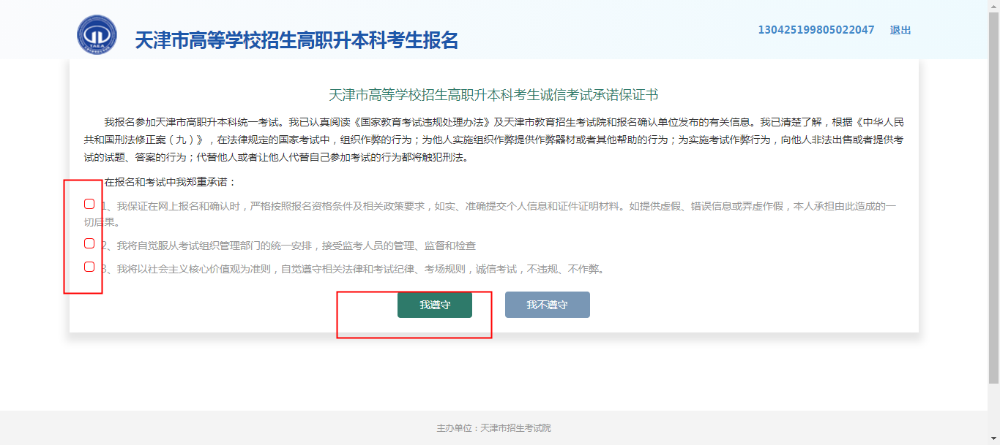 天津市高等学校招生高职升本科考生报名
130425199805022047 退出
天津市高等学校招生高职升本科考生诚信考试承诺保证书
我报名参加天津市高职升本科统一考试。我已认真阅读《国家教育考试违规处理办法》及天津市教育招生考试院和报名确认单位发布的有关信息。我已清楚了解，根据《中华人民
共和国刑法修正案（九）》，在法律规定的国家考试中，组织作弊的行为；为他人实施组织作弊提供作弊器材或者其他帮助的行为；为实施考试作弊行为，向他人非法出售或者提供考
试的试题、答案的行为；代替他人或者让他人代替自己参加考试的行为都将触犯刑法。
在报名和考试中我郑重承诺：
1、我保证在网上报名和确认时，严格按照报名资格条件及相关政策要求，如实、准确提交个人信息和证件证明材料。如提供虚假、错误信息或弄虚作假，本人承担由此造成的一
切后果。
2、我将自觉服从考试组织管理部门的统一安排，接受监考人员的管理、监督和检查
3、我将以社会主义核心价值观为准则，自觉遵守相关法律和考试纪律、考场规则，诚信考试，不违规、不作弊。
我遵守 我不遵守
主办单位：天津市招生考试院